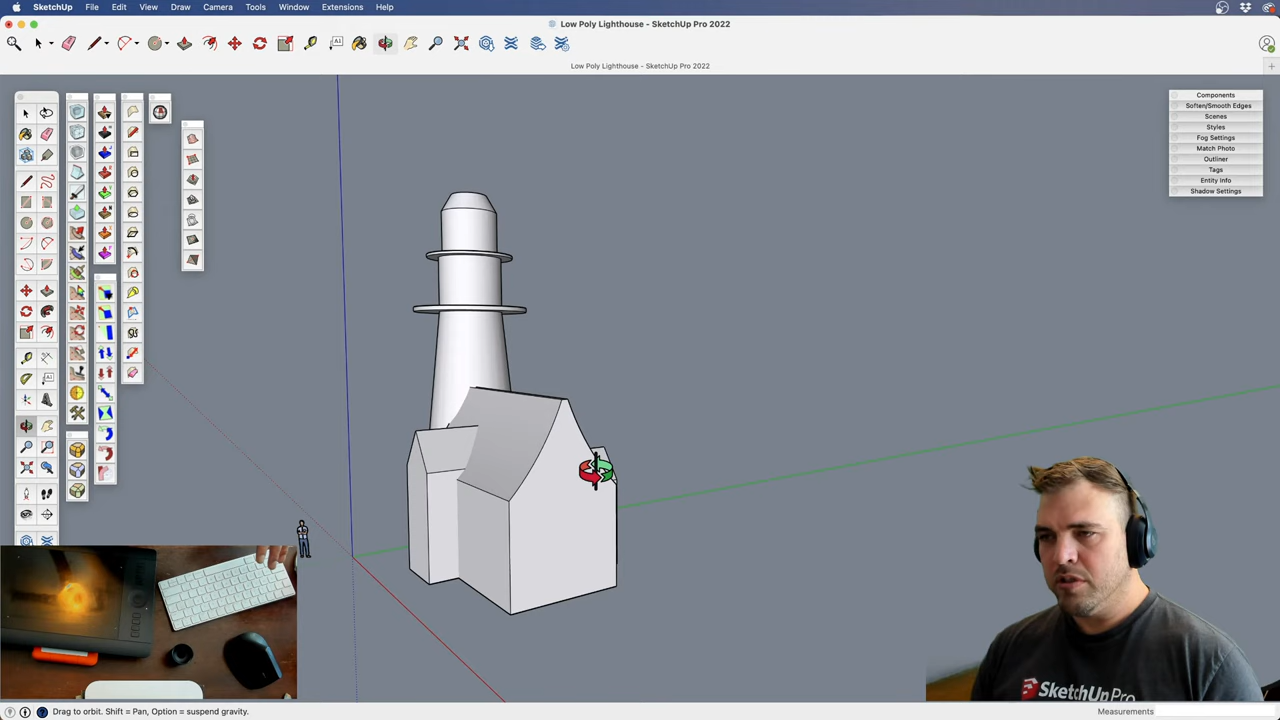 SketchUp File Edit View Draw Camera Tools Window Extensions Help
Low Poly Lighthouse - SketchUp Pro 2022
A1
Low Poly Lighthouse - SketchUp Pro 2022
Components
Soften/Smooth Edges
Scenes
Styles
Fog Settings
Match Photo
Outliner
Tags
Entity Info
Shadow Settings
SketchUp Pro
Drag to orbit. Shift = Pan, Option = suspend gravity.
Measurements